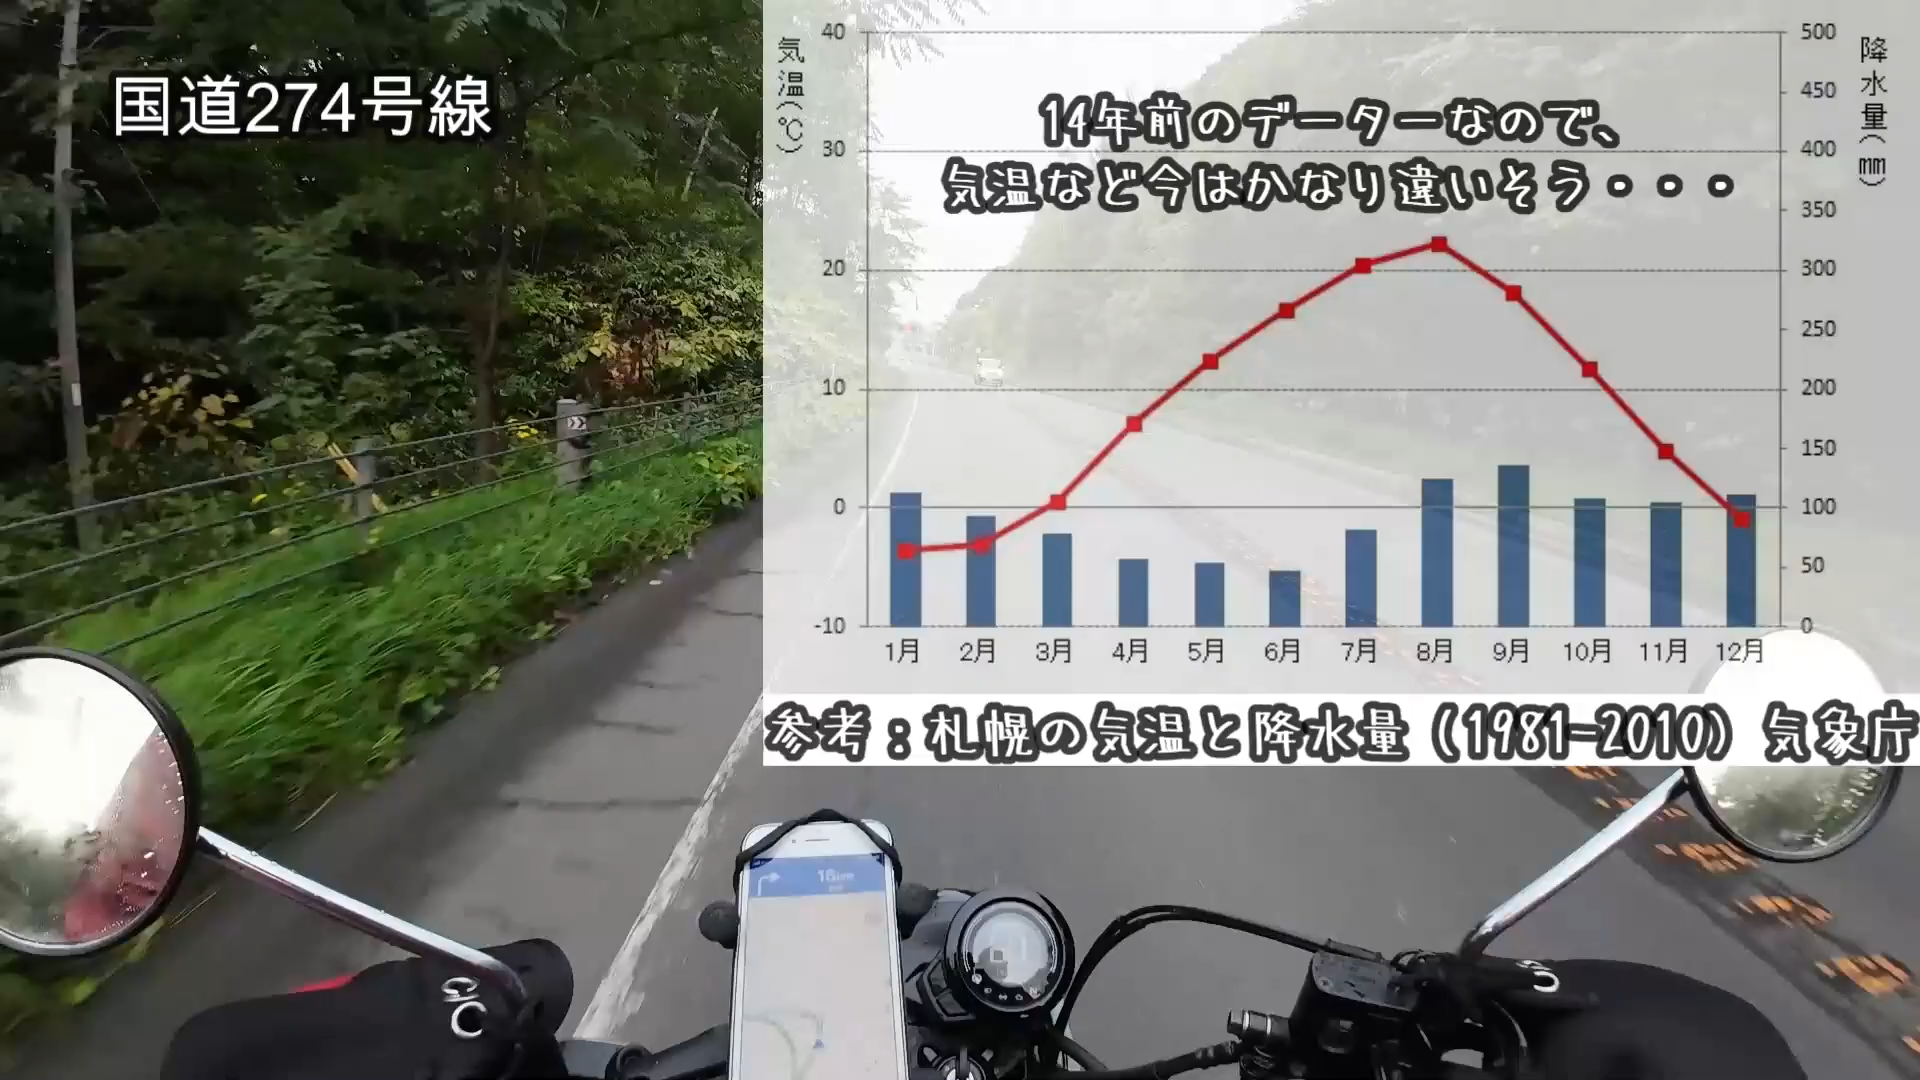 国道274号線
気温(℃)
降水量(㎜)
14年前のデーターなので、
気温など今はかなり違いそう・・・
40
30
20
10
0
-10
500
450
400
350
300
250
200
150
100
50
0
1月 2月 3月 4月 5月 6月 7月 8月 9月 10月 11月 12月
参考：札幌の気温と降水量（1981-2010）気象庁